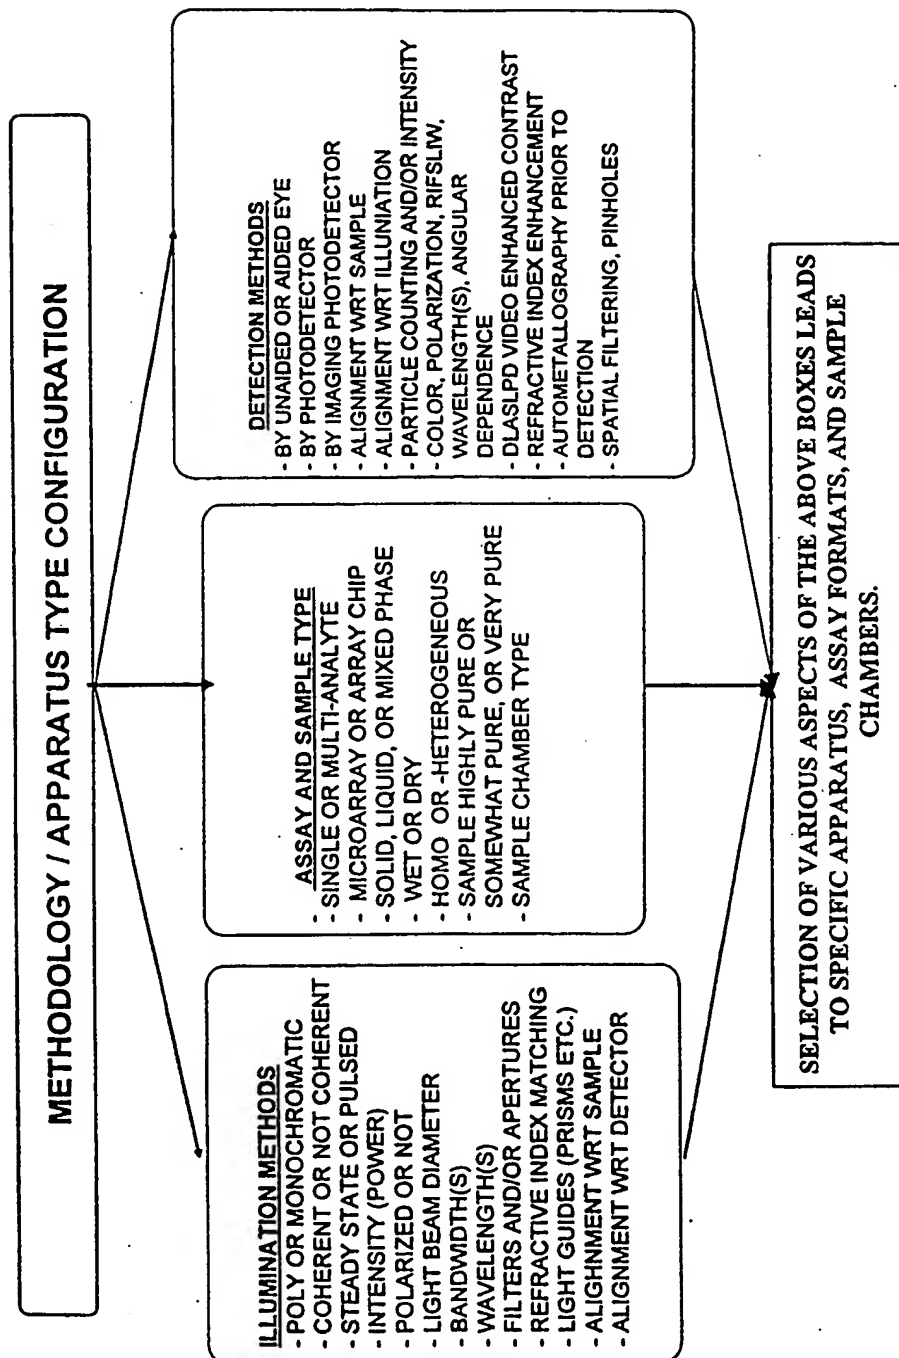 METHODOLOGY / APPARATUS TYPE CONFIGURATION
ILLUMINATION METHODS
- POLY OR MONOCHROMATIC
- COHERENT OR NOT COHERENT
- STEADY STATE OR PULSED
- INTENSITY (POWER)
- POLARIZED OR NOT
- LIGHT BEAM DIAMETER
- BANDWIDTH(S)
- WAVELENGTH(S)
- FILTERS AND/OR APERTURES
- REFRACTIVE INDEX MATCHING
- LIGHT GUIDES (PRISMS ETC.)
- ALIGHNMENT WRT SAMPLE
- ALIGNMENT WRT DETECTOR
ASSAY AND SAMPLE TYPE
- SINGLE OR MULTI-ANALYTE
- MICROARRAY OR ARRAY CHIP
- SOLID, LIQUID, OR MIXED PHASE
- WET OR DRY
- HOMO OR -HETEROGENEOUS
- SAMPLE HIGHLY PURE OR
SOMEWHAT PURE, OR VERY PURE
- SAMPLE CHAMBER TYPE
DETECTION METHODS
- BY UNAIDED OR AIDED EYE
- BY PHOTODETECTOR
- BY IMAGING PHOTODETECTOR
- ALIGNMENT WRT SAMPLE
- ALIGNMENT WRT ILLUNIATION
- PARTICLE COUNTING AND/OR INTENSITY
- COLOR, POLARIZATION, RIFSLIW,
WAVELENGTH(S), ANGULAR
DEPENDENCE
- DLASLPD VIDEO ENHANCED CONTRAST
- REFRACTIVE INDEX ENHANCEMENT
- AUTOMETALLOGRAPHY PRIOR TO
DETECTION
- SPATIAL FILTERING, PINHOLES
SELECTION OF VARIOUS ASPECTS OF THE ABOVE BOXES LEADS
TO SPECIFIC APPARATUS, ASSAY FORMATS, AND SAMPLE
CHAMBERS.